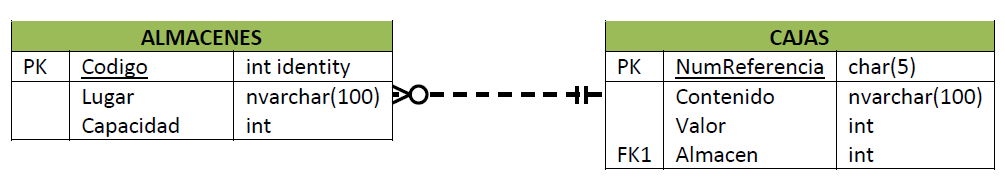 ALMACENES
PK Codigo int identity
Lugar nvarchar(100)
Capacidad int
CAJAS
PK NumReferencia char(5)
Contenido nvarchar(100)
Valor int
FK1 Almacen int